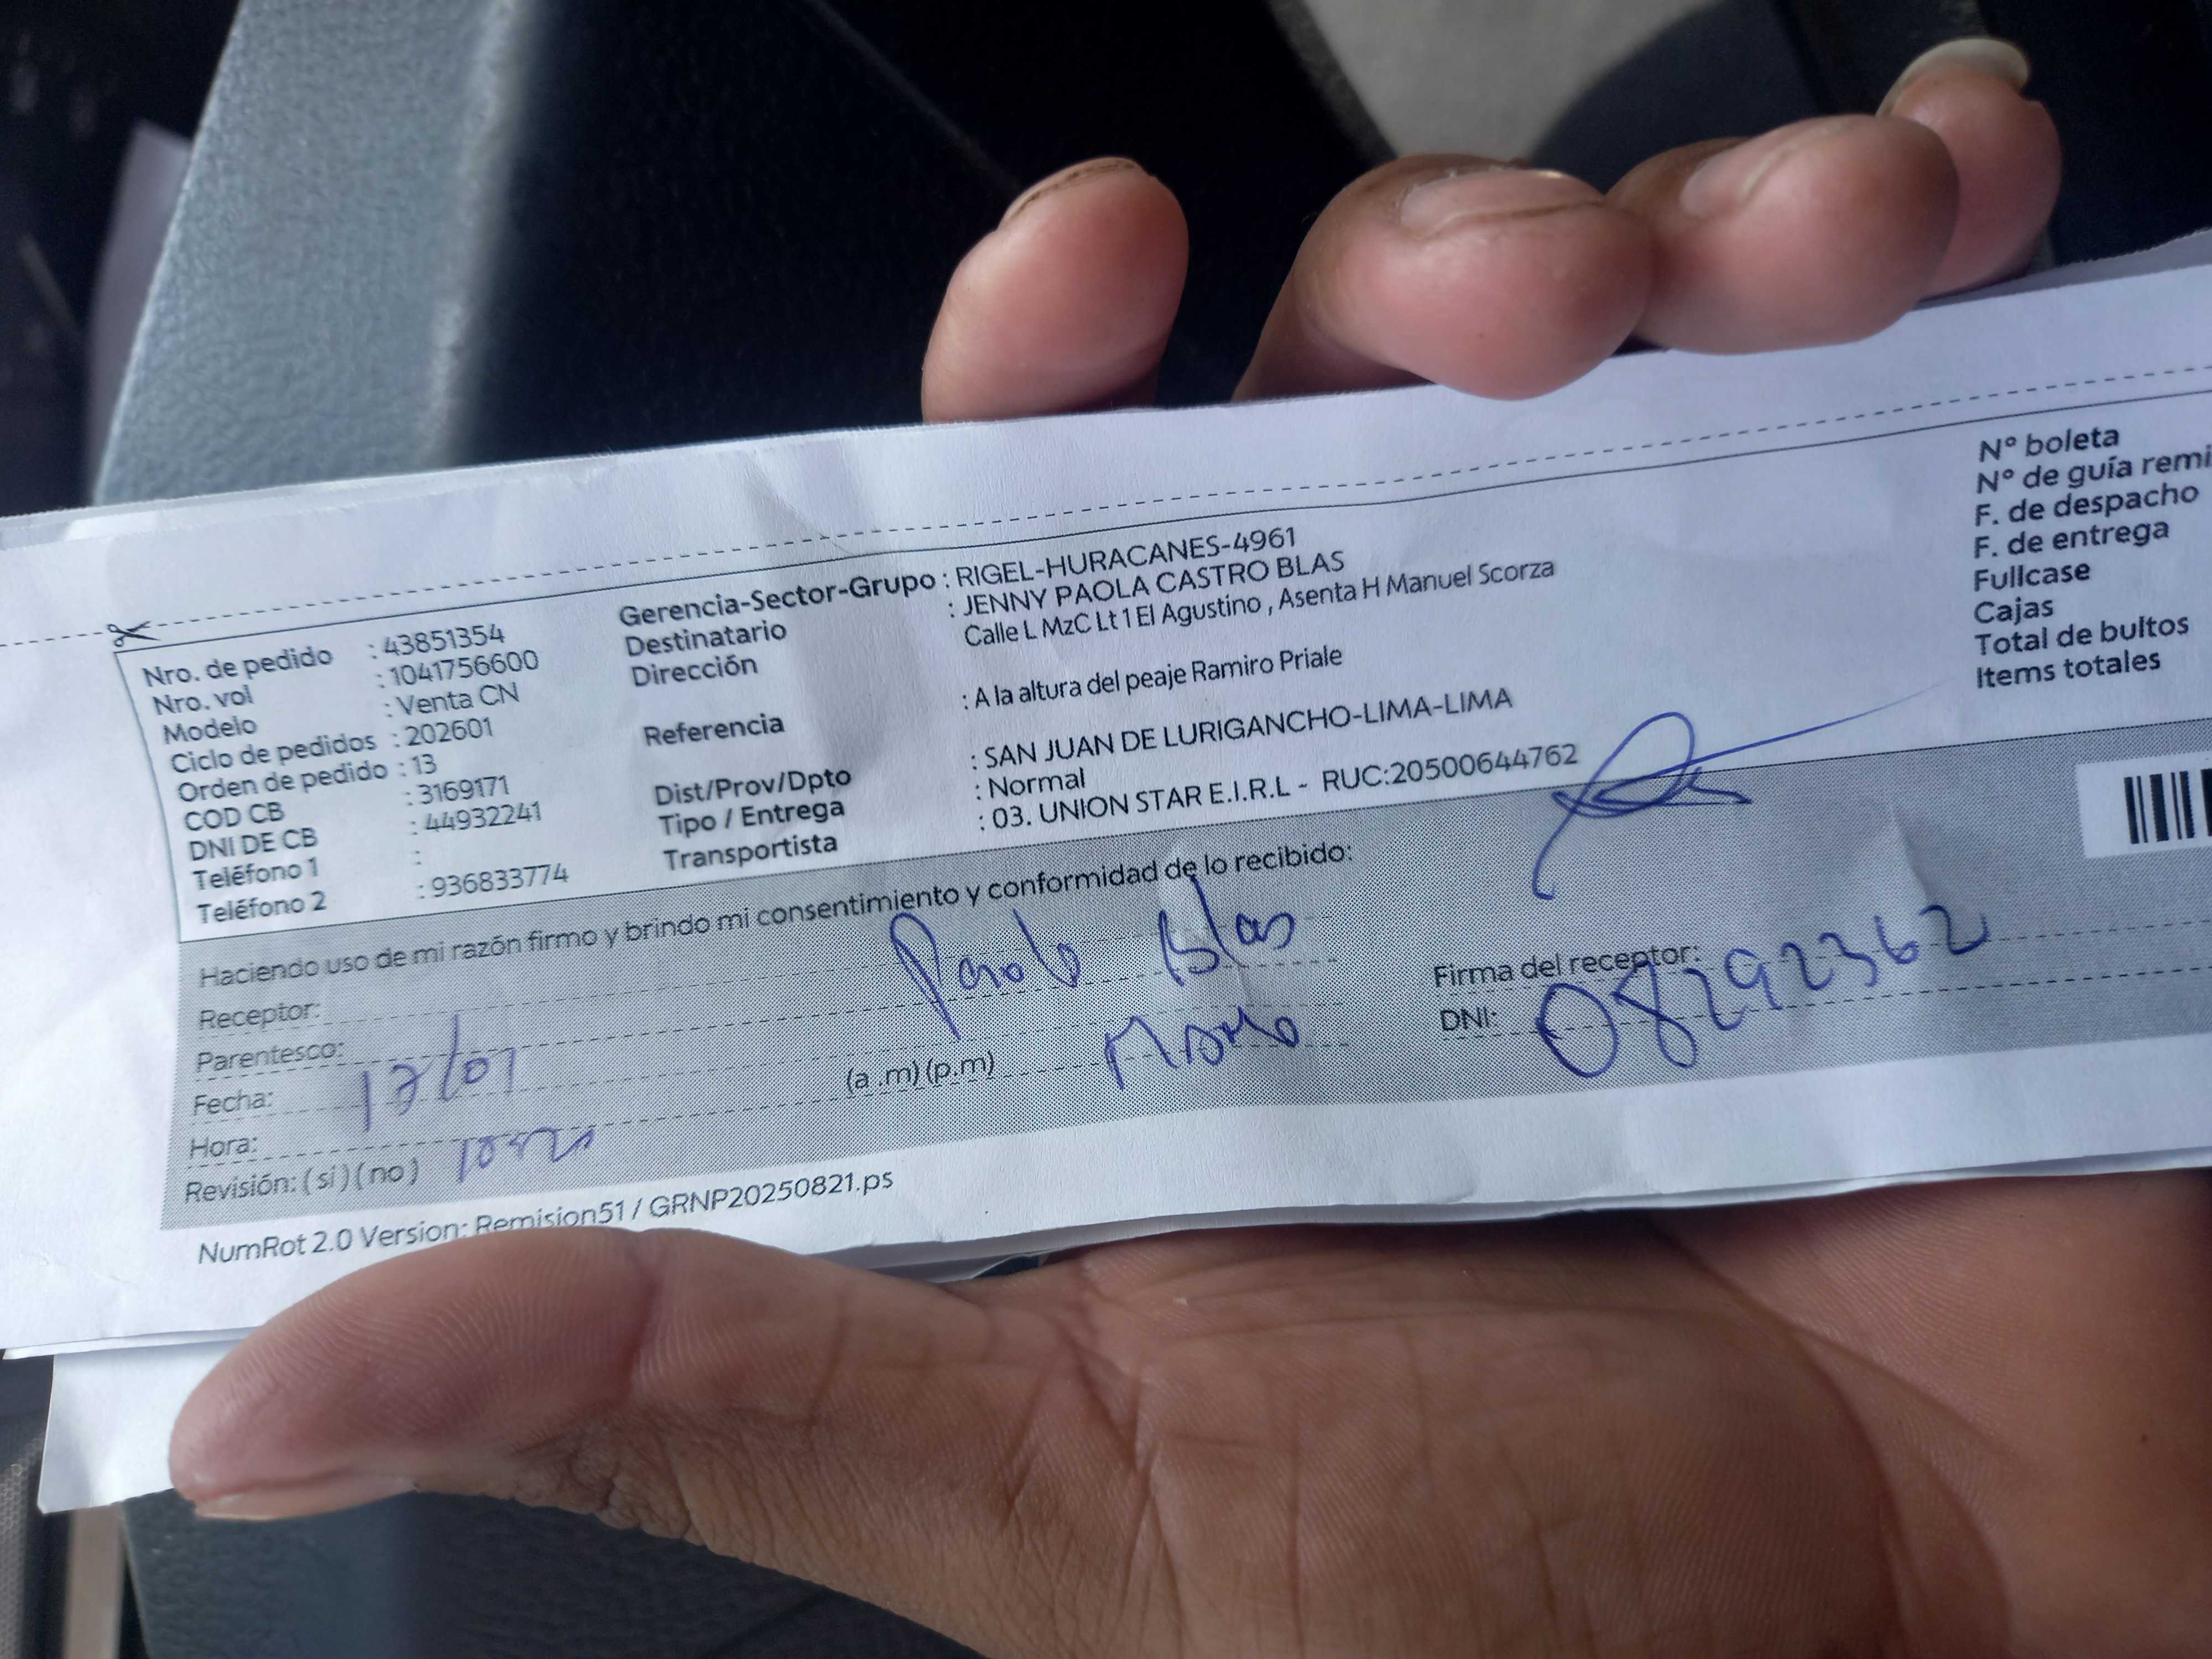 Nro. de pedido : 43851354
Nro. vol : 1041756600
Modelo : Venta CN
Ciclo de pedidos : 202601
Orden de pedido : 13
COD CB : 3169171
DNI DE CB : 44932241
Teléfono 1 :
Teléfono 2 : 936833774
Gerencia-Sector-Grupo : RIGEL-HURACANES-4961
Destinatario : JENNY PAOLA CASTRO BLAS
Dirección Calle L MzC Lt 1 El Agustino , Asenta H Manuel Scorza
Referencia : A la altura del peaje Ramiro Priale
Dist/Prov/Dpto : SAN JUAN DE LURIGANCHO-LIMA-LIMA
Tipo / Entrega : Normal
Transportista : 03. UNION STAR E.I.R.L - RUC:20500644762
N° boleta
N° de guía remi
F. de despacho
F. de entrega
Fullcase
Cajas
Total de bultos
Items totales
Haciendo uso de mi razón firmo y brindo mi consentimiento y conformidad de lo recibido:
Receptor: Blas
Parentesco:
Fecha: (a .m) (p.m)
Hora:
Revisión: ( si ) ( no )
Firma del receptor:
DNI: 08292362
NumRot 2.0 Version: Remision51 / GRNP20250821.ps